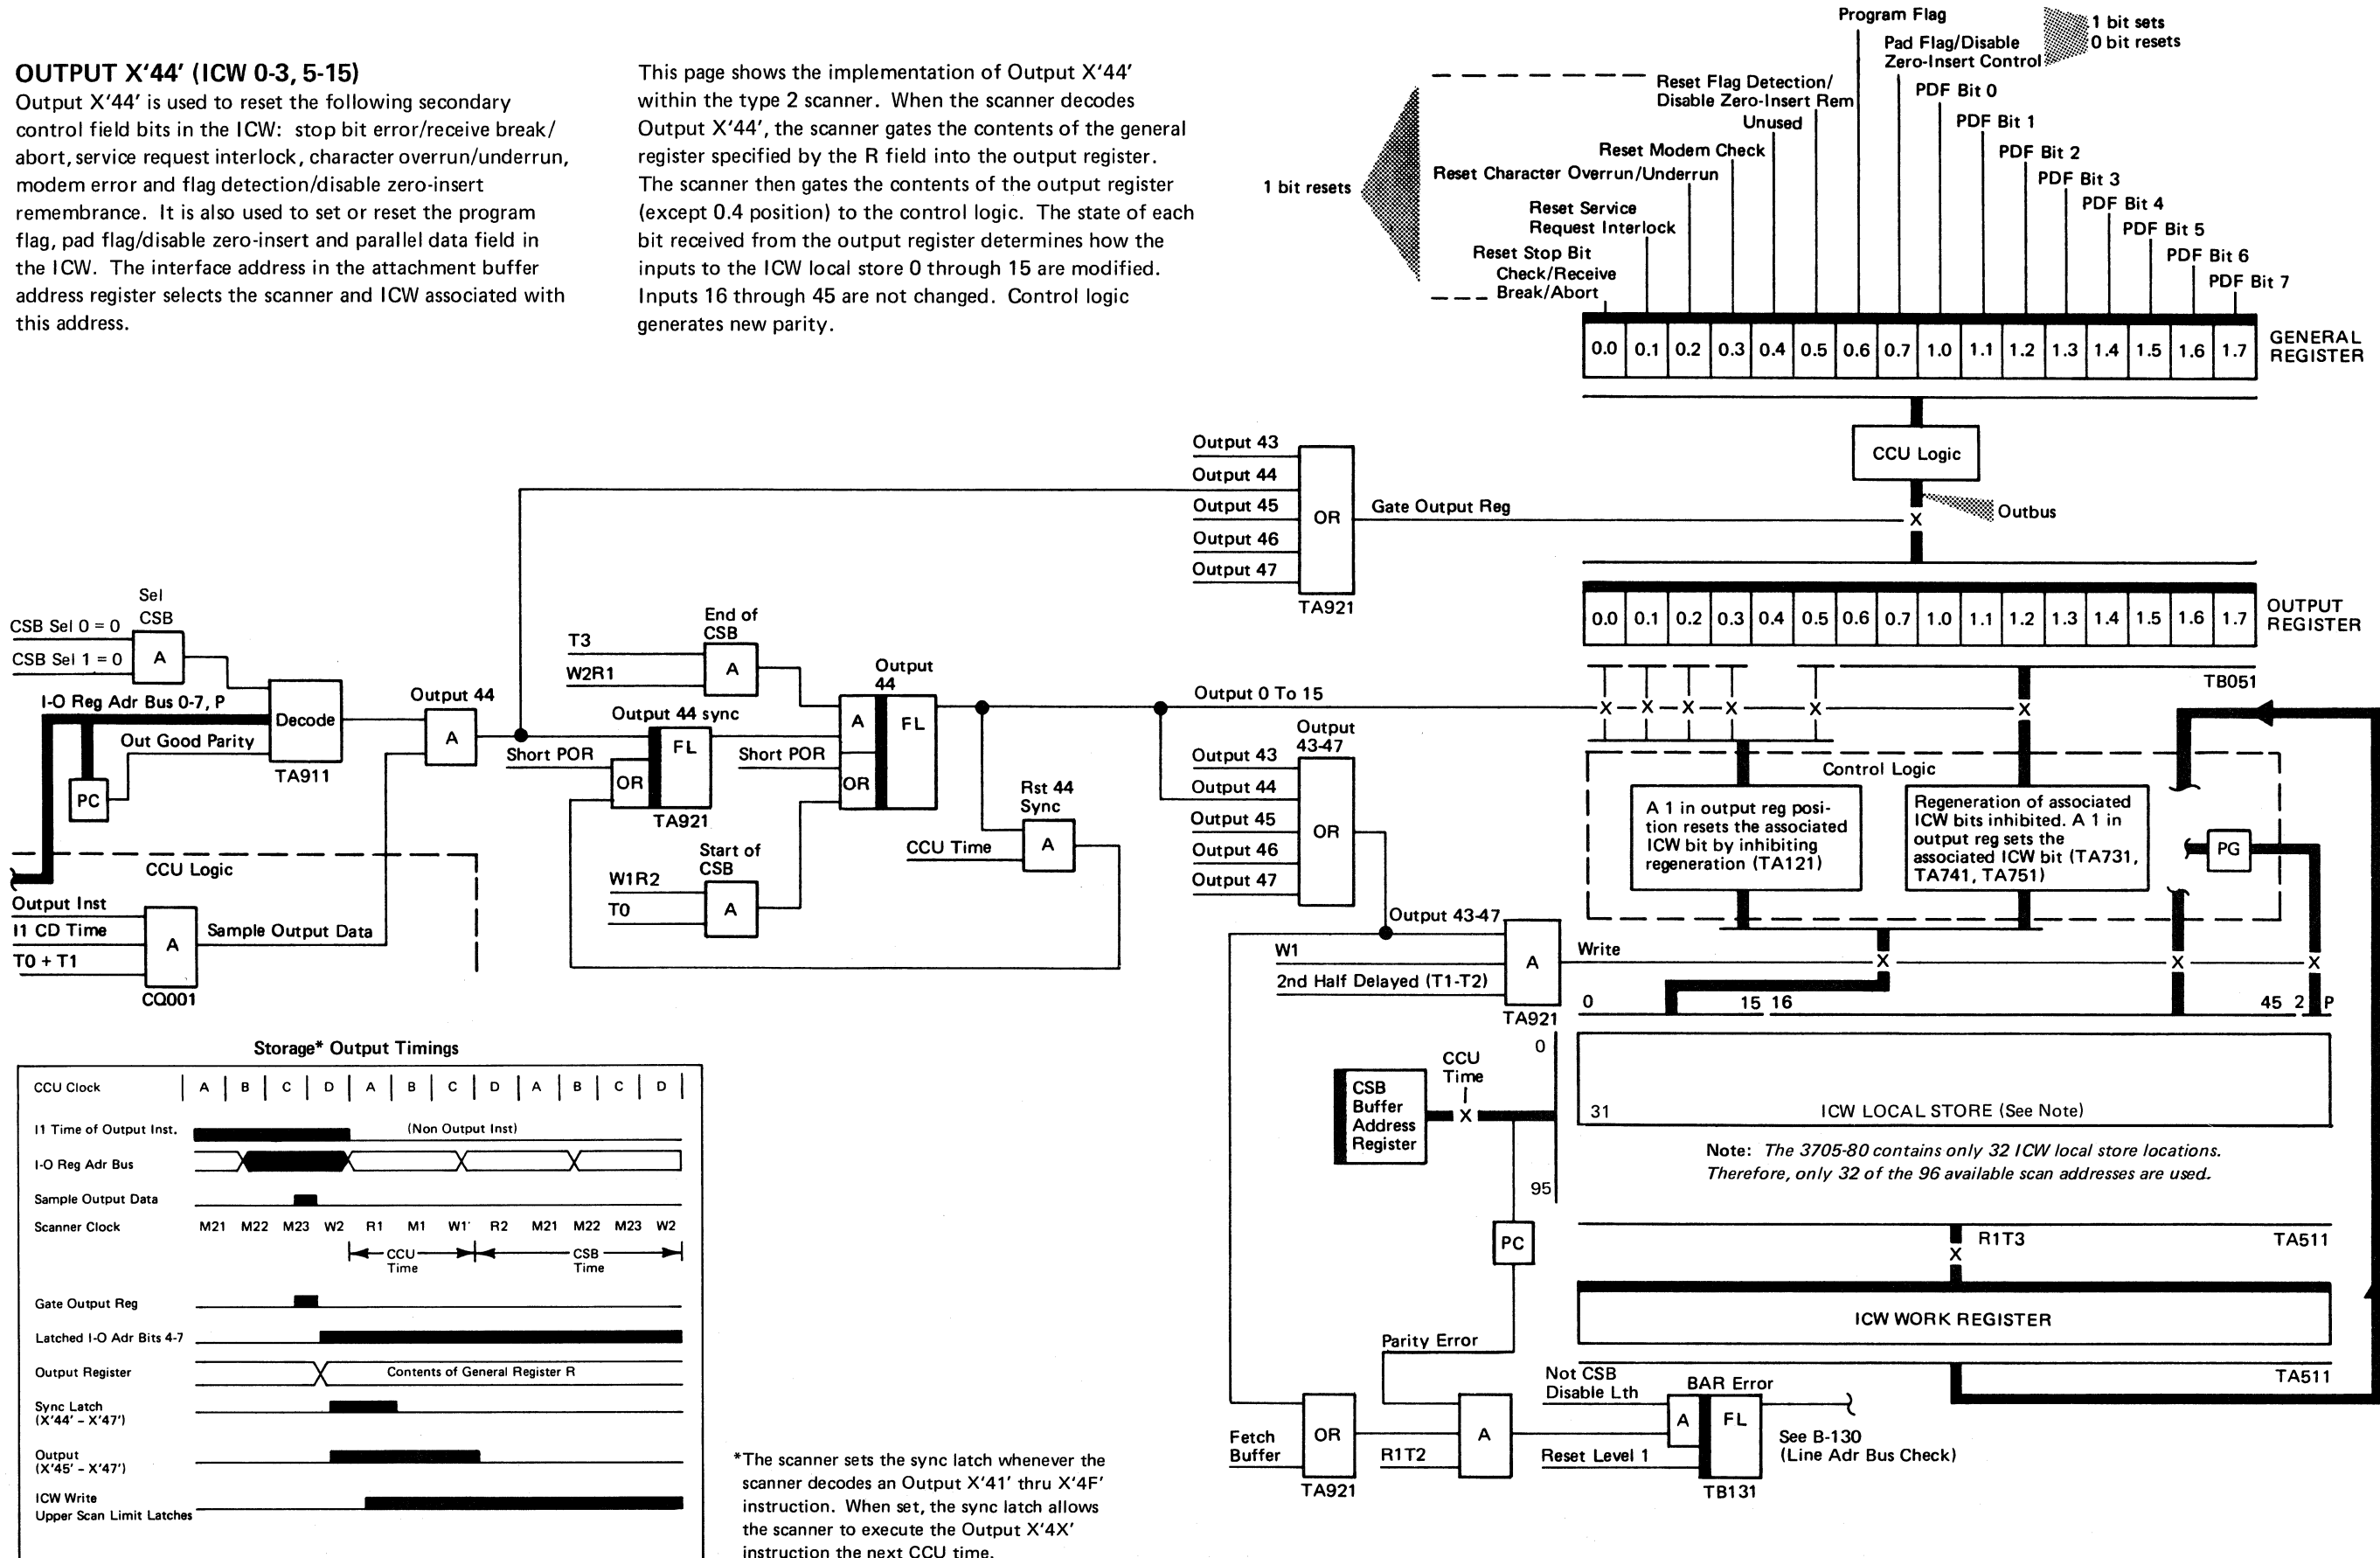 OUTPUT X'44' (ICW 0-3, 5-15)
Output X'44' is used to reset the following secondary
control field bits in the ICW: stop bit error/receive break/
abort, service request interlock, character overrun/underrun,
modem error and flag detection/disable zero-insert
remembrance. It is also used to set or reset the program
flag, pad flag/disable zero-insert and parallel data field in
the ICW. The interface address in the attachment buffer
address register selects the scanner and ICW associated with
this address.
This page shows the implementation of Output X'44'
within the type 2 scanner. When the scanner decodes
Output X'44', the scanner gates the contents of the general
register specified by the R field into the output register.
The scanner then gates the contents of the output register
(except 0.4 position) to the control logic. The state of each
bit received from the output register determines how the
inputs to the ICW local store 0 through 15 are modified.
Inputs 16 through 45 are not changed. Control logic
generates new parity.
Program Flag
1 bit sets
0 bit resets
Pad Flag/Disable
Zero-Insert Control
Reset Flag Detection/
Disable Zero-Insert Rem
PDF Bit 0
Unused
PDF Bit 1
Reset Modem Check
PDF Bit 2
Reset Character Overrun/Underrun
PDF Bit 3
1 bit resets
PDF Bit 4
Reset Service
Request Interlock
PDF Bit 5
Reset Stop Bit
Check/Receive
Break/Abort
PDF Bit 6
PDF Bit 7
0.0 0.1 0.2 0.3 0.4 0.5 0.6 0.7 1.0 1.1 1.2 1.3 1.4 1.5 1.6 1.7
GENERAL
REGISTER
CCU Logic
Outbus
X
Output 43
Output 44
Output 45
Output 46
Output 47
OR
TA921
Gate Output Reg
0.0 0.1 0.2 0.3 0.4 0.5 0.6 0.7 1.0 1.1 1.2 1.3 1.4 1.5 1.6 1.7
OUTPUT
REGISTER
TB051
Sel
CSB
CSB Sel 0 = 0
CSB Sel 1 = 0
A
I-O Reg Adr Bus 0-7, P
Decode
Out Good Parity
TA911
PC
Output 44
A
CCU Logic
Output Inst
I1 CD Time
T0 + T1
A
Sample Output Data
CQ001
End of
CSB
T3
W2R1
A
Output 44 sync
Short POR
FL
OR
TA921
Short POR
Output
44
A
FL
OR
Start of
CSB
W1R2
T0
A
Rst 44
Sync
CCU Time
A
Output 0 To 15
X X X X X X
Output
43-47
Output 43
Output 44
Output 45
Output 46
Output 47
OR
Output 43-47
W1
2nd Half Delayed (T1-T2)
A
TA921
Write
Control Logic
A 1 in output reg posi-
tion resets the associated
ICW bit by inhibiting
regeneration (TA121)
Regeneration of associated
ICW bits inhibited. A 1 in
output reg sets the
associated ICW bit (TA731,
TA741, TA751)
PG
X X X
0 15 16 45 2 P
0
31
95
ICW LOCAL STORE (See Note)
Note: The 3705-80 contains only 32 ICW local store locations.
Therefore, only 32 of the 96 available scan addresses are used.
CCU
Time
X
CSB
Buffer
Address
Register
PC
R1T3
X
TA511
ICW WORK REGISTER
TA511
Parity Error
Fetch
Buffer
OR
TA921
R1T2
A
Not CSB
Disable Lth
Reset Level 1
BAR Error
A
FL
TB131
See B-130
(Line Adr Bus Check)
Storage* Output Timings
CCU Clock A B C D A B C D A B C D
I1 Time of Output Inst. (Non Output Inst)
I-O Reg Adr Bus
Sample Output Data
Scanner Clock M21 M22 M23 W2 R1 M1 W1 R2 M21 M22 M23 W2
CCU
Time
CSB
Time
Gate Output Reg
Latched I-O Adr Bits 4-7
Output Register Contents of General Register R
Sync Latch
(X'44' – X'47')
Output
(X'45' – X'47')
ICW Write
Upper Scan Limit Latches
*The scanner sets the sync latch whenever the
scanner decodes an Output X'41' thru X'4F'
instruction. When set, the sync latch allows
the scanner to execute the Output X'4X'
instruction the next CCU time.